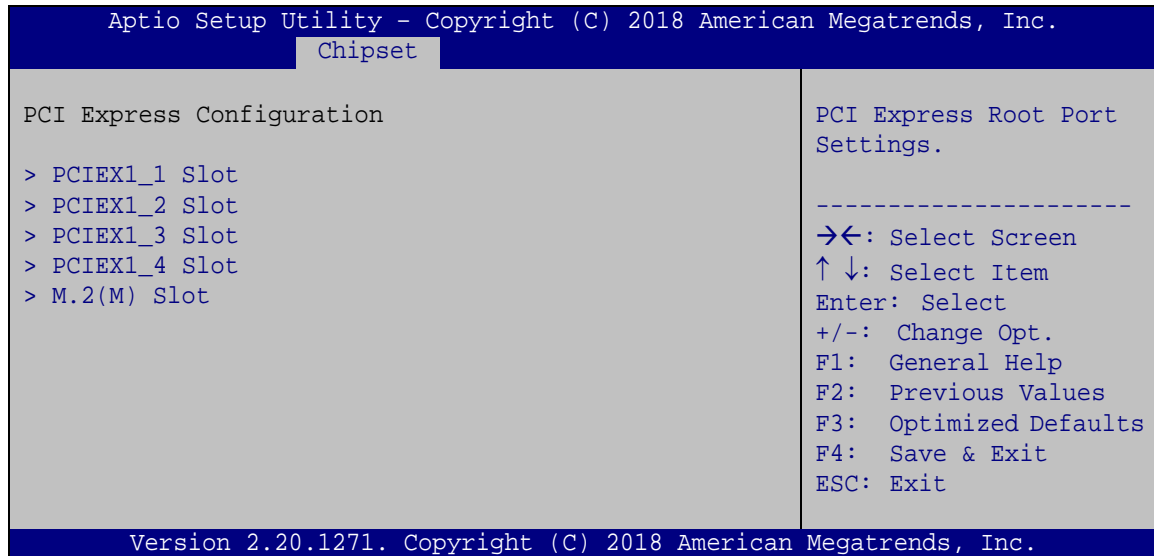 Aptio Setup Utility – Copyright (C) 2018 American Megatrends, Inc.
Chipset
PCI Express Configuration
> PCIEX1_1 Slot
> PCIEX1_2 Slot
> PCIEX1_3 Slot
> PCIEX1_4 Slot
> M.2(M) Slot
PCI Express Root Port
Settings.
----------------------
→←: Select Screen
↑ ↓: Select Item
Enter: Select
+/-: Change Opt.
F1: General Help
F2: Previous Values
F3: Optimized Defaults
F4: Save & Exit
ESC: Exit
Version 2.20.1271. Copyright (C) 2018 American Megatrends, Inc.